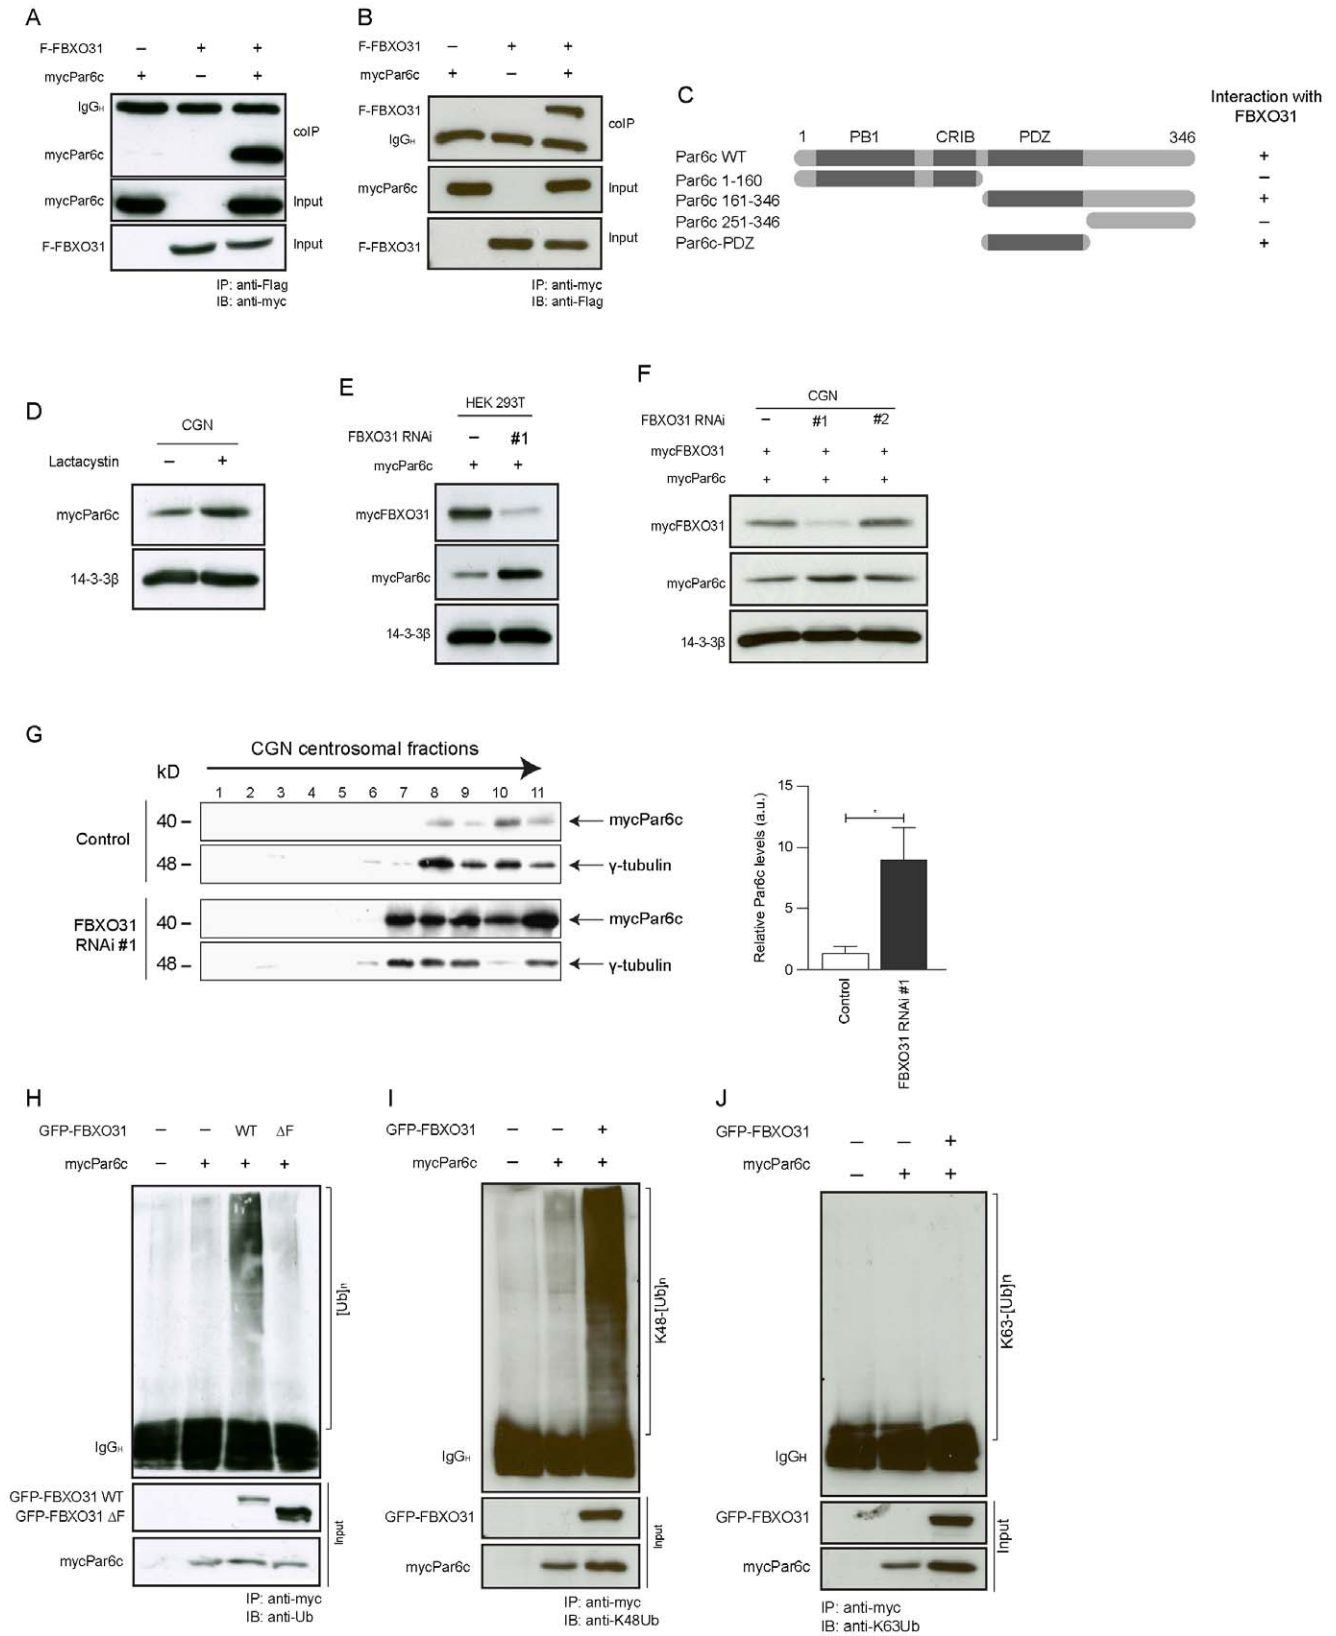 A
F-FBXO31 – + +
mycPar6c + – +
IgGH
mycPar6c
coIP
mycPar6c
Input
F-FBXO31
Input
IP: anti-Flag
IB: anti-myc
B
F-FBXO31 – + +
mycPar6c + – +
F-FBXO31
IgGH
coIP
mycPar6c
Input
F-FBXO31
Input
IP: anti-myc
IB: anti-Flag
C
Interaction with
FBXO31
1 PB1 CRIB PDZ 346
Par6c WT +
Par6c 1-160 –
Par6c 161-346 +
Par6c 251-346 –
Par6c-PDZ +
D
CGN
Lactacystin – +
mycPar6c
14-3-3β
E
HEK 293T
FBXO31 RNAi – #1
mycPar6c + +
mycFBXO31
mycPar6c
14-3-3β
F
CGN
FBXO31 RNAi – #1 #2
mycFBXO31 + + +
mycPar6c + + +
mycFBXO31
mycPar6c
14-3-3β
G
CGN centrosomal fractions
kD
1 2 3 4 5 6 7 8 9 10 11
Control
40 – mycPar6c
48 – γ-tubulin
FBXO31
RNAi #1
40 – mycPar6c
48 – γ-tubulin
Relative Par6c levels (a.u.)
15
10
5
0
*
Control
FBXO31 RNAi #1
H
GFP-FBXO31 – – WT ΔF
mycPar6c – + + +
[Ub]n
IgGH
GFP-FBXO31 WT
GFP-FBXO31 ΔF
mycPar6c
Input
IP: anti-myc
IB: anti-Ub
I
GFP-FBXO31 – – +
mycPar6c – + +
K48-[Ub]n
IgGH
GFP-FBXO31
mycPar6c
Input
IP: anti-myc
IB: anti-K48Ub
J
GFP-FBXO31 – – +
mycPar6c – + +
K63-[Ub]n
IgGH
GFP-FBXO31
mycPar6c
Input
IP: anti-myc
IB: anti-K63Ub